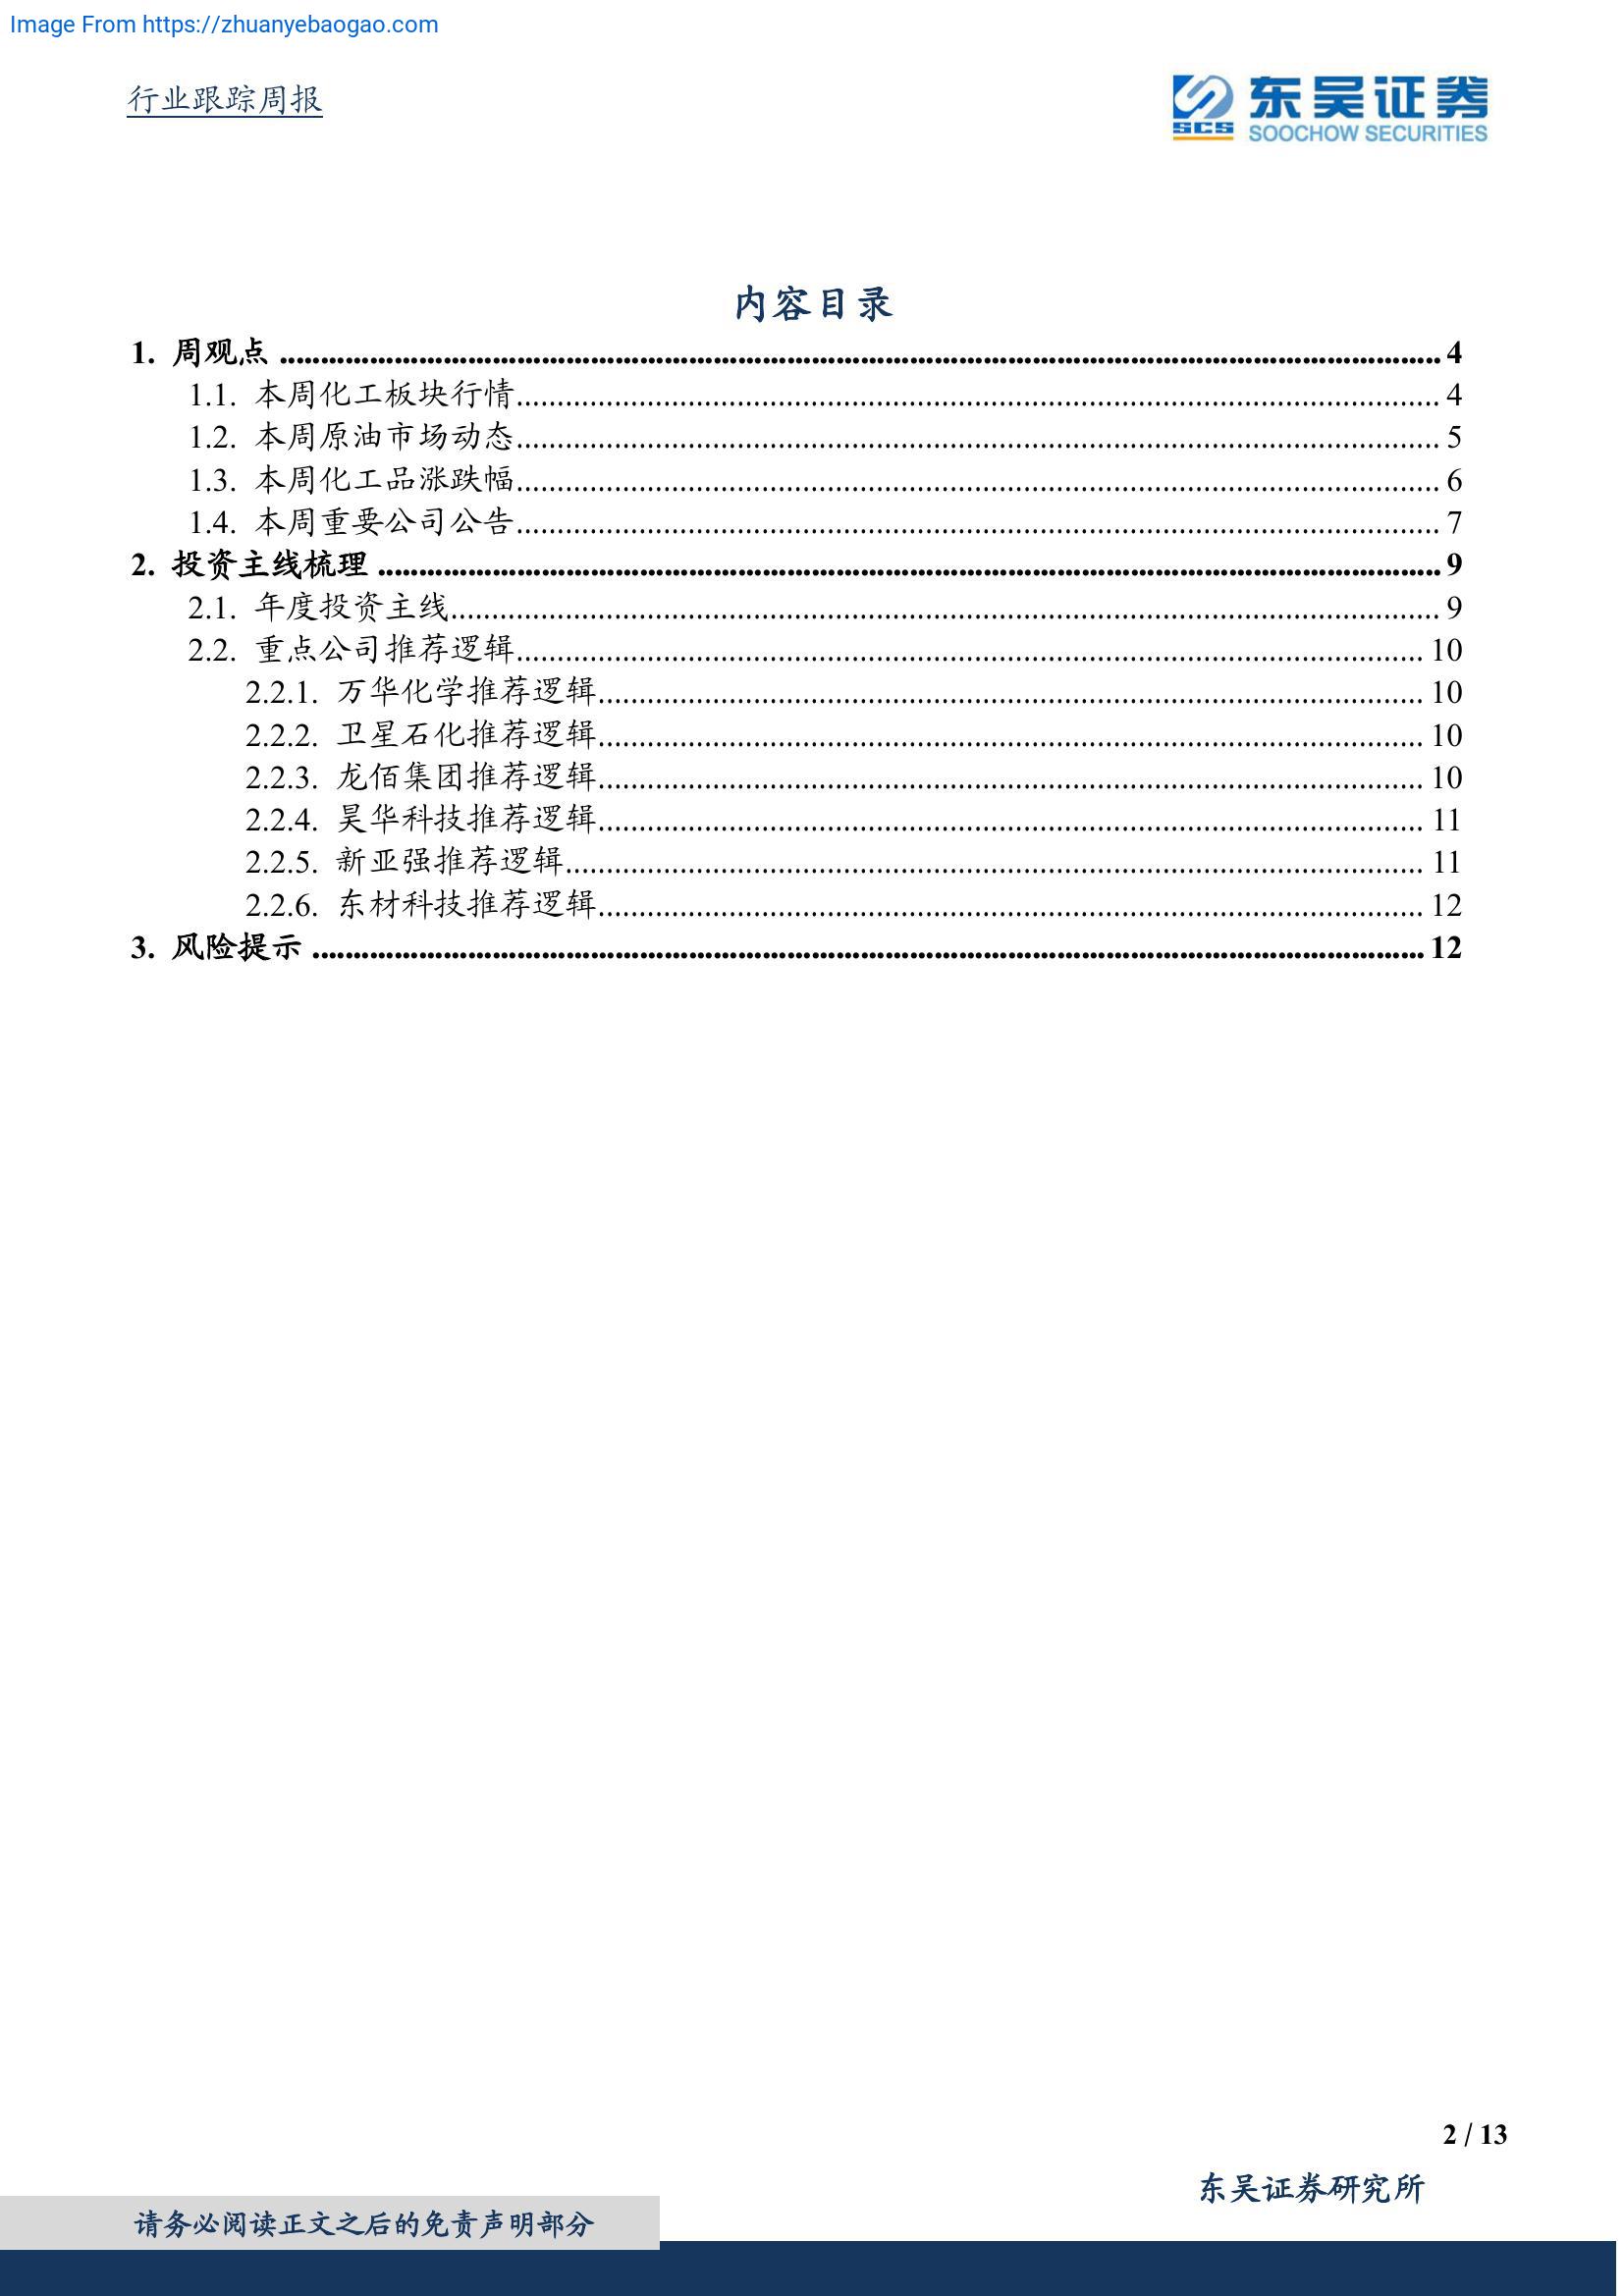 Image From https://zhuanyebaogao.com
行业跟踪周报
东吴证券
SCS
SOOCHOW SECURITIES
内容目录
1. 周观点 ........................................ 4
1.1. 本周化工板块行情 ........................................ 4
1.2. 本周原油市场动态 ........................................ 5
1.3. 本周化工品涨跌幅 ........................................ 6
1.4. 本周重要公司公告 ........................................ 7
2. 投资主线梳理 ........................................ 9
2.1. 年度投资主线 ........................................ 9
2.2. 重点公司推荐逻辑 ........................................ 10
2.2.1. 万华化学推荐逻辑 ........................................ 10
2.2.2. 卫星石化推荐逻辑 ........................................ 10
2.2.3. 龙佰集团推荐逻辑 ........................................ 10
2.2.4. 昊华科技推荐逻辑 ........................................ 11
2.2.5. 新亚强推荐逻辑 ........................................ 11
2.2.6. 东材科技推荐逻辑 ........................................ 12
3. 风险提示 ........................................ 12
2 / 13
东吴证券研究所
请务必阅读正文之后的免责声明部分